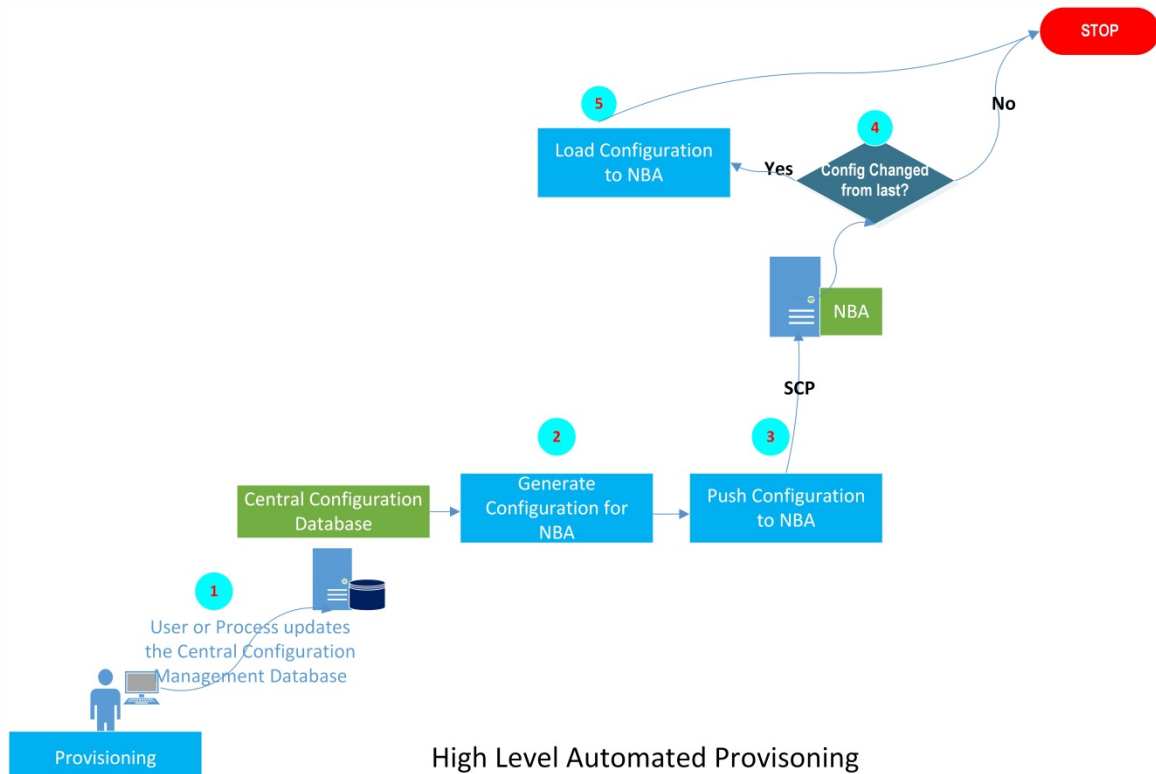 STOP
No
5
4
Load Configuration
to NBA
Yes
Config Changed
from last?
NBA
SCP
2
3
Central Configuration
Database
Generate
Configuration for
NBA
Push Configuration
to NBA
1
User or Process updates
the Central Configuration
Management Database
Provisioning
High Level Automated Provisoning